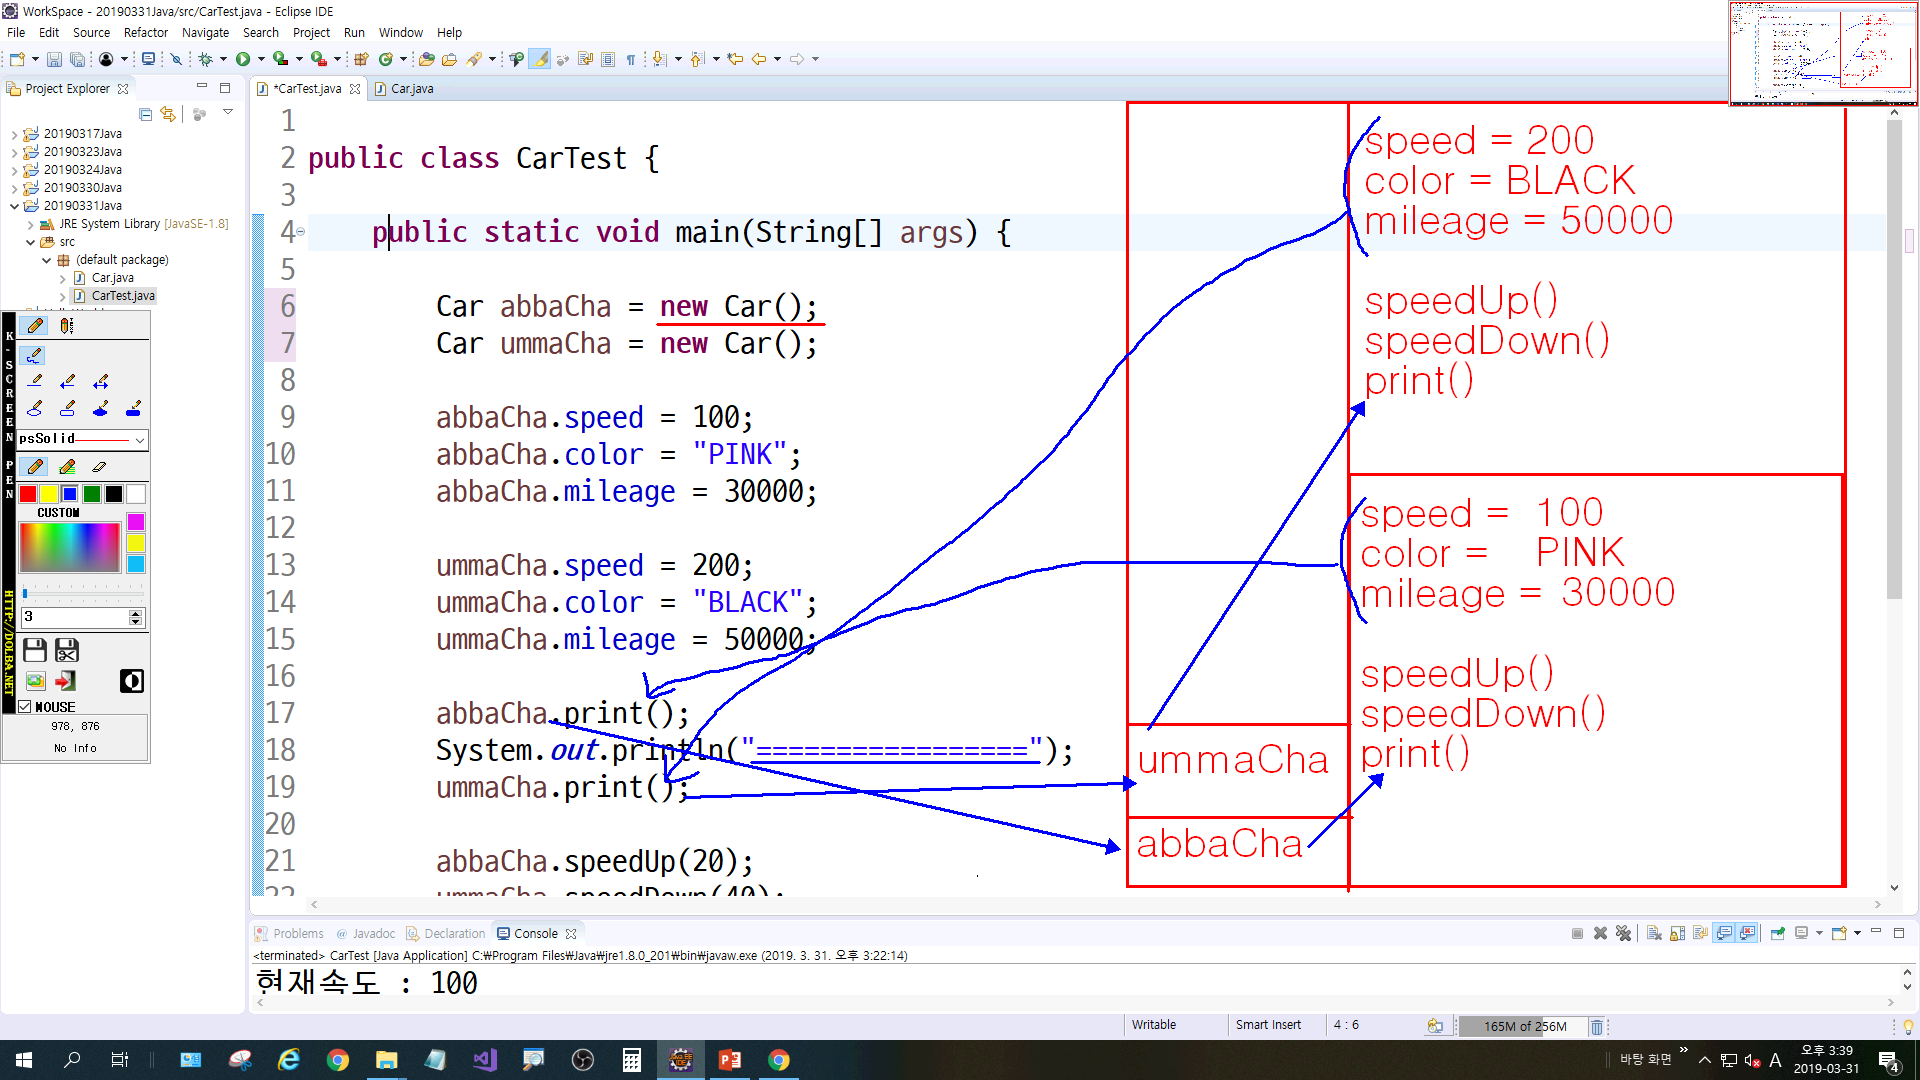 WorkSpace - 20190331Java/src/CarTest.java - Eclipse IDE
File Edit Source Refactor Navigate Search Project Run Window Help
Project Explorer
20190317Java
20190323Java
20190324Java
20190330Java
20190331Java
JRE System Library [JavaSE-1.8]
src
(default package)
Car.java
CarTest.java
K-SCREEN PEN
HTTP://DOLBA.NET
psSolid
CUSTOM
3
MOUSE
978, 876
No Info
*CarTest.java Car.java
1
2 public class CarTest {
3
4 public static void main(String[] args) {
5
6 Car abbaCha = new Car();
7 Car ummaCha = new Car();
8
9 abbaCha.speed = 100;
10 abbaCha.color = "PINK";
11 abbaCha.mileage = 30000;
12
13 ummaCha.speed = 200;
14 ummaCha.color = "BLACK";
15 ummaCha.mileage = 50000;
16
17 abbaCha.print();
18 System.out.println("=================");
19 ummaCha.print();
20
21 abbaCha.speedUp(20);
22 ummaCha.speedDown(40);
speed = 200
color = BLACK
mileage = 50000
speedUp()
speedDown()
print()
speed = 100
color = PINK
mileage = 30000
speedUp()
speedDown()
print()
ummaCha
abbaCha
Problems @ Javadoc Declaration Console
<terminated> CarTest [Java Application] C:₩Program Files₩Java₩jre1.8.0_201₩bin₩javaw.exe (2019. 3. 31. 오후 3:22:14)
현재속도 : 100
Writable Smart Insert 4 : 6 165M of 256M
바탕 화면 » A 오후 3:39
2019-03-31
4